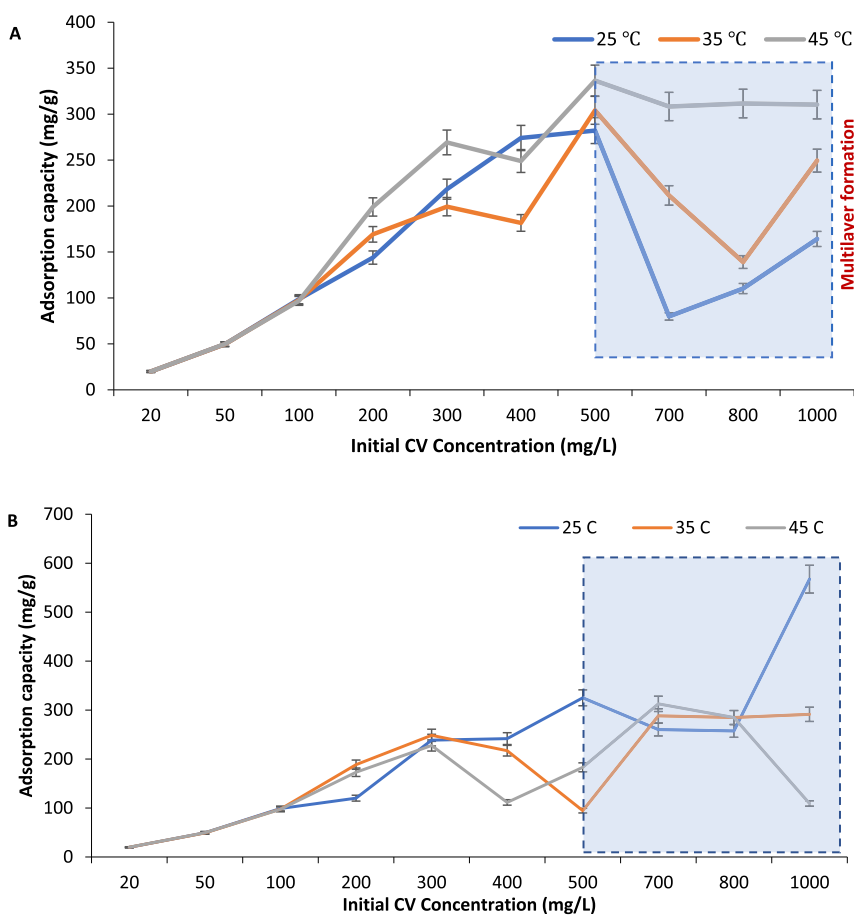 A
400
350
300
250
200
150
100
50
0
Adsorption capacity (mg/g)
25 °C
35 °C
45 °C
Multilayer formation
20 50 100 200 300 400 500 700 800 1000
Initial CV Concentration (mg/L)
B
700
600
500
400
300
200
100
0
Adsorption capacity (mg/g)
25 C
35 C
45 C
20 50 100 200 300 400 500 700 800 1000
Initial CV Concentration (mg/L)